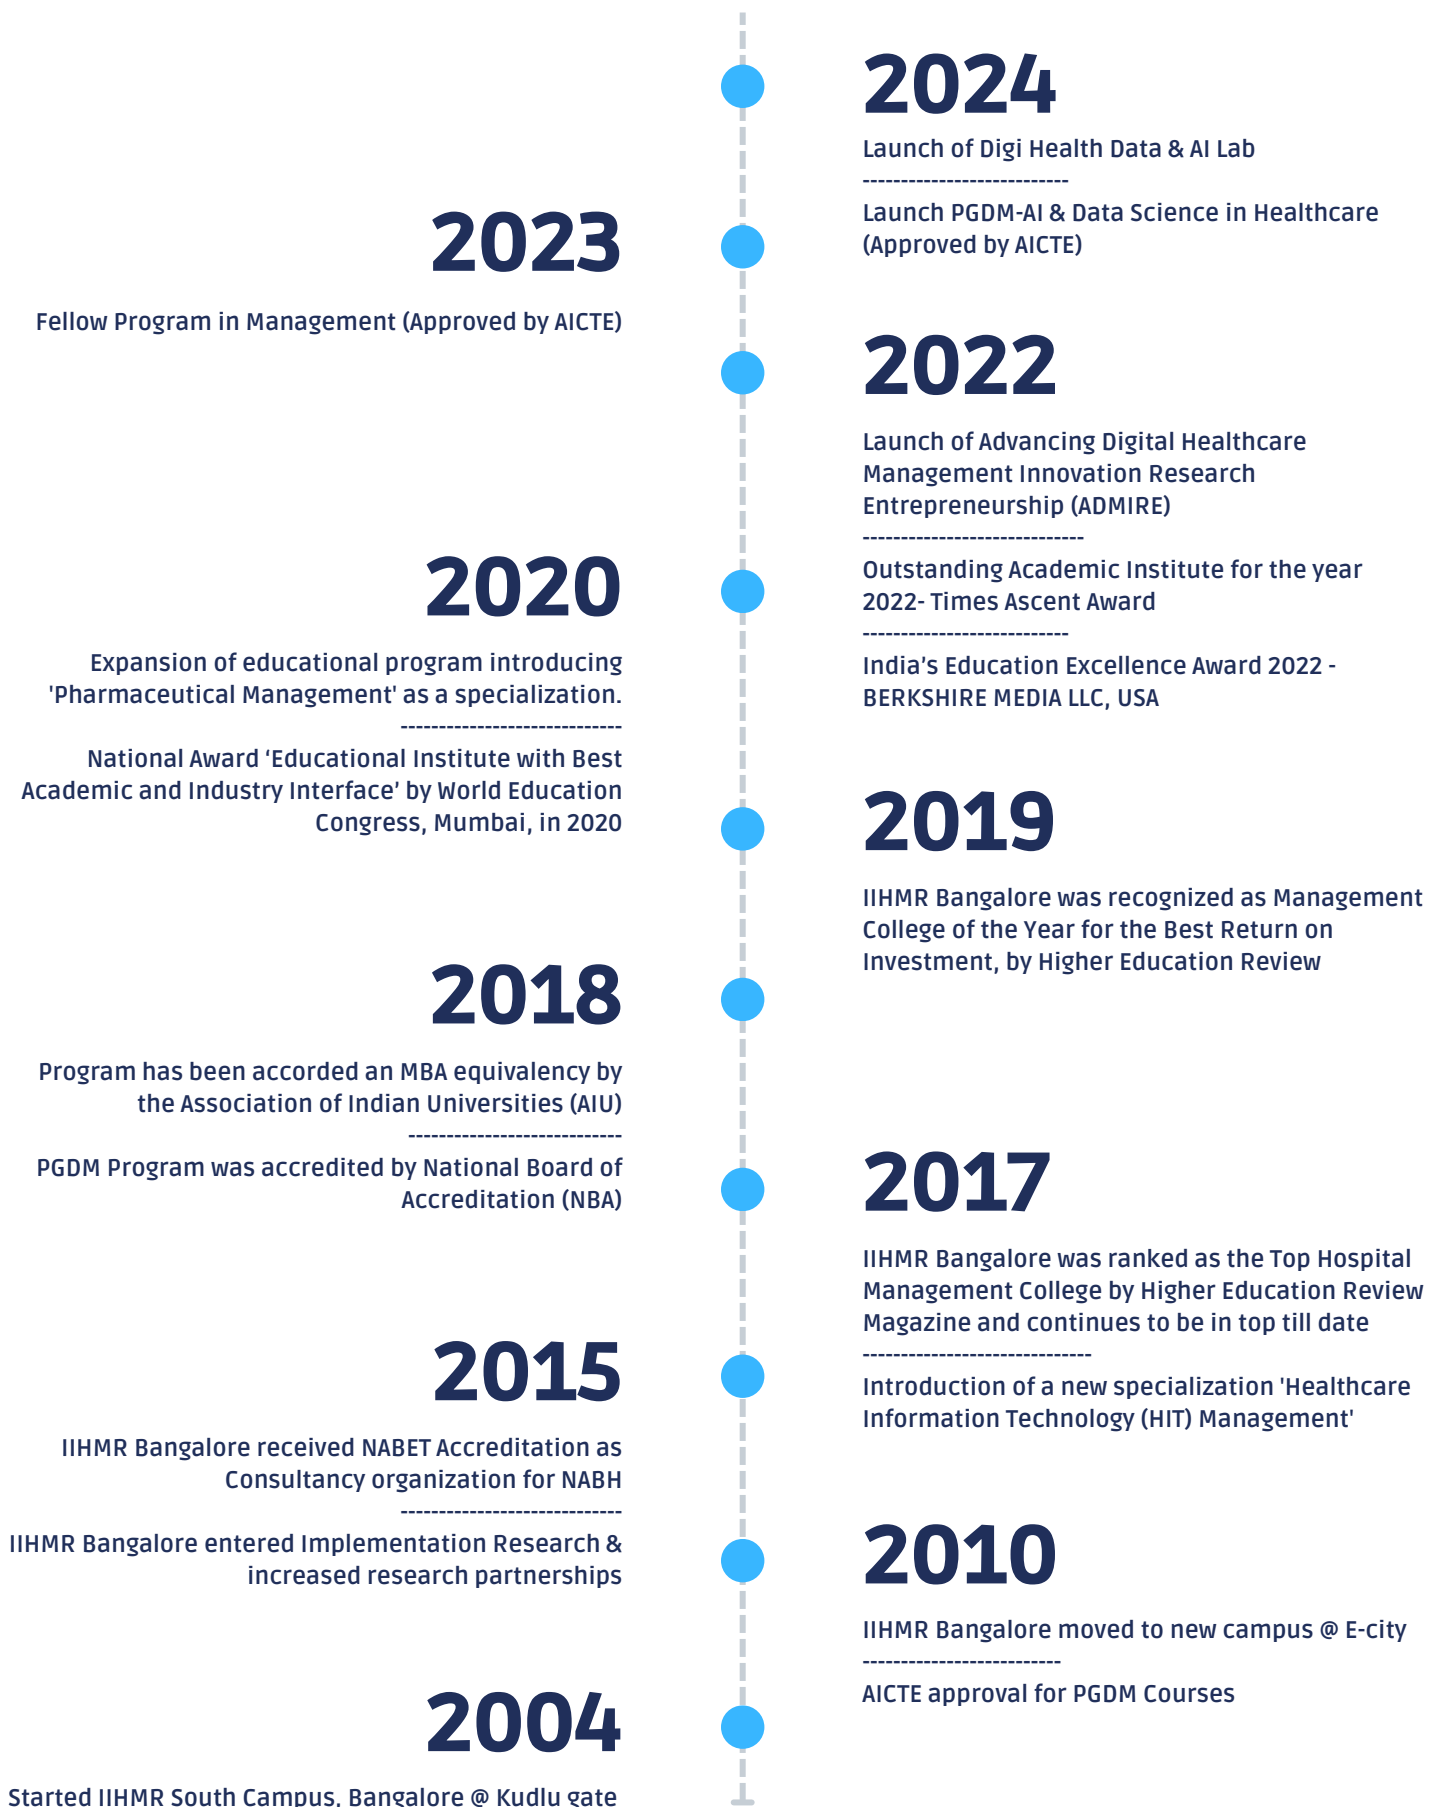 2024
Launch of Digi Health Data & AI Lab
---------------------------
Launch PGDM-AI & Data Science in Healthcare
(Approved by AICTE)
2023
Fellow Program in Management (Approved by AICTE)
2022
Launch of Advancing Digital Healthcare
Management Innovation Research
Entrepreneurship (ADMIRE)
-----------------------------
Outstanding Academic Institute for the year
2022- Times Ascent Award
---------------------------
India’s Education Excellence Award 2022 -
BERKSHIRE MEDIA LLC, USA
2020
Expansion of educational program introducing
'Pharmaceutical Management' as a specialization.
-----------------------------
National Award ‘Educational Institute with Best
Academic and Industry Interface’ by World Education
Congress, Mumbai, in 2020
2019
IIHMR Bangalore was recognized as Management
College of the Year for the Best Return on
Investment, by Higher Education Review
2018
Program has been accorded an MBA equivalency by
the Association of Indian Universities (AIU)
----------------------------
PGDM Program was accredited by National Board of
Accreditation (NBA)
2017
IIHMR Bangalore was ranked as the Top Hospital
Management College by Higher Education Review
Magazine and continues to be in top till date
------------------------------
Introduction of a new specialization 'Healthcare
Information Technology (HIT) Management'
2015
IIHMR Bangalore received NABET Accreditation as
Consultancy organization for NABH
-----------------------------
IIHMR Bangalore entered Implementation Research &
increased research partnerships
2010
IIHMR Bangalore moved to new campus @ E-city
--------------------------
AICTE approval for PGDM Courses
2004
Started IIHMR South Campus, Bangalore @ Kudlu gate